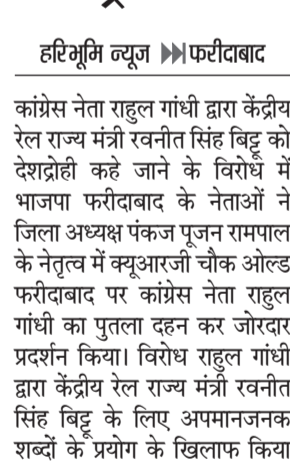 हरिभूमि न्यूज ▶▶ फरीदाबाद
कांग्रेस नेता राहुल गांधी द्वारा केंद्रीय
रेल राज्य मंत्री रवनीत सिंह बिट्टू को
देशद्रोही कहे जाने के विरोध में
भाजपा फरीदाबाद के नेताओं ने
जिला अध्यक्ष पंकज पूजन रामपाल
के नेतृत्व में क्यूआरजी चौक ओल्ड
फरीदाबाद पर कांग्रेस नेता राहुल
गांधी का पुतला दहन कर जोरदार
प्रदर्शन किया। विरोध राहुल गांधी
द्वारा केंद्रीय रेल राज्य मंत्री रवनीत
सिंह बिट्टू के लिए अपमानजनक
शब्दों के प्रयोग के खिलाफ किया